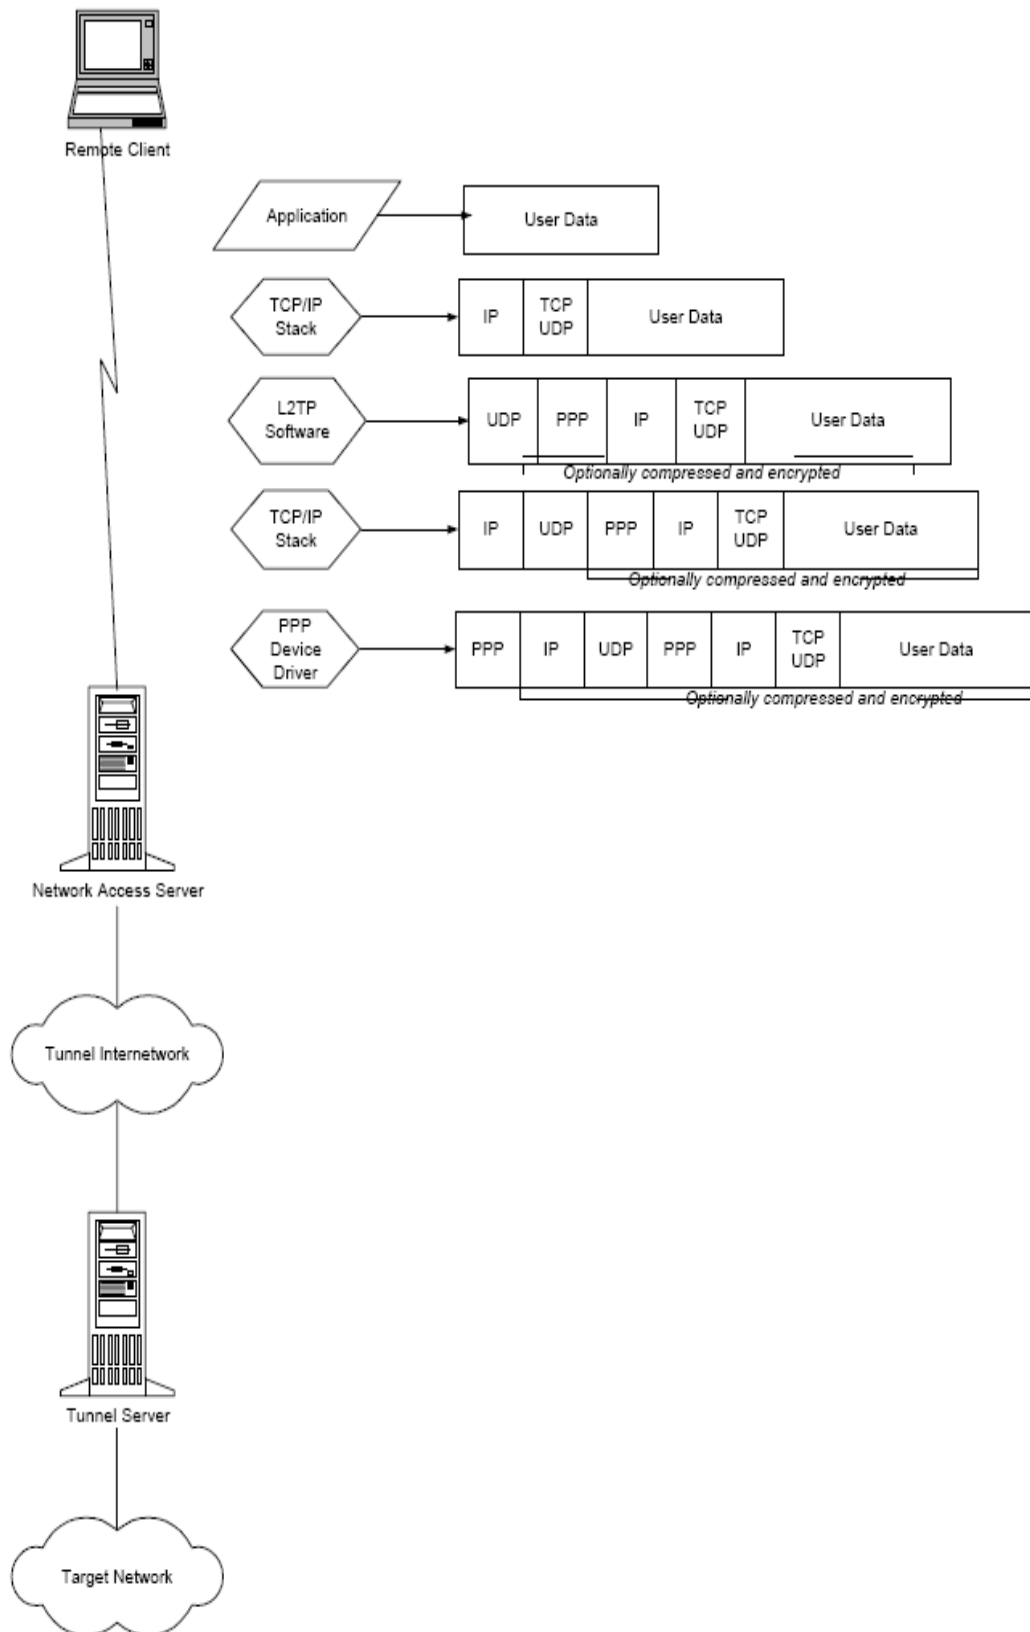 Remote Client
Application
User Data
TCP/IP
Stack
IP
TCP
UDP
User Data
L2TP
Software
UDP
PPP
IP
TCP
UDP
User Data
Optionally compressed and encrypted
TCP/IP
Stack
IP
UDP
PPP
IP
TCP
UDP
User Data
Optionally compressed and encrypted
PPP
Device
Driver
PPP
IP
UDP
PPP
IP
TCP
UDP
User Data
Optionally compressed and encrypted
Network Access Server
Tunnel Internetwork
Tunnel Server
Target Network